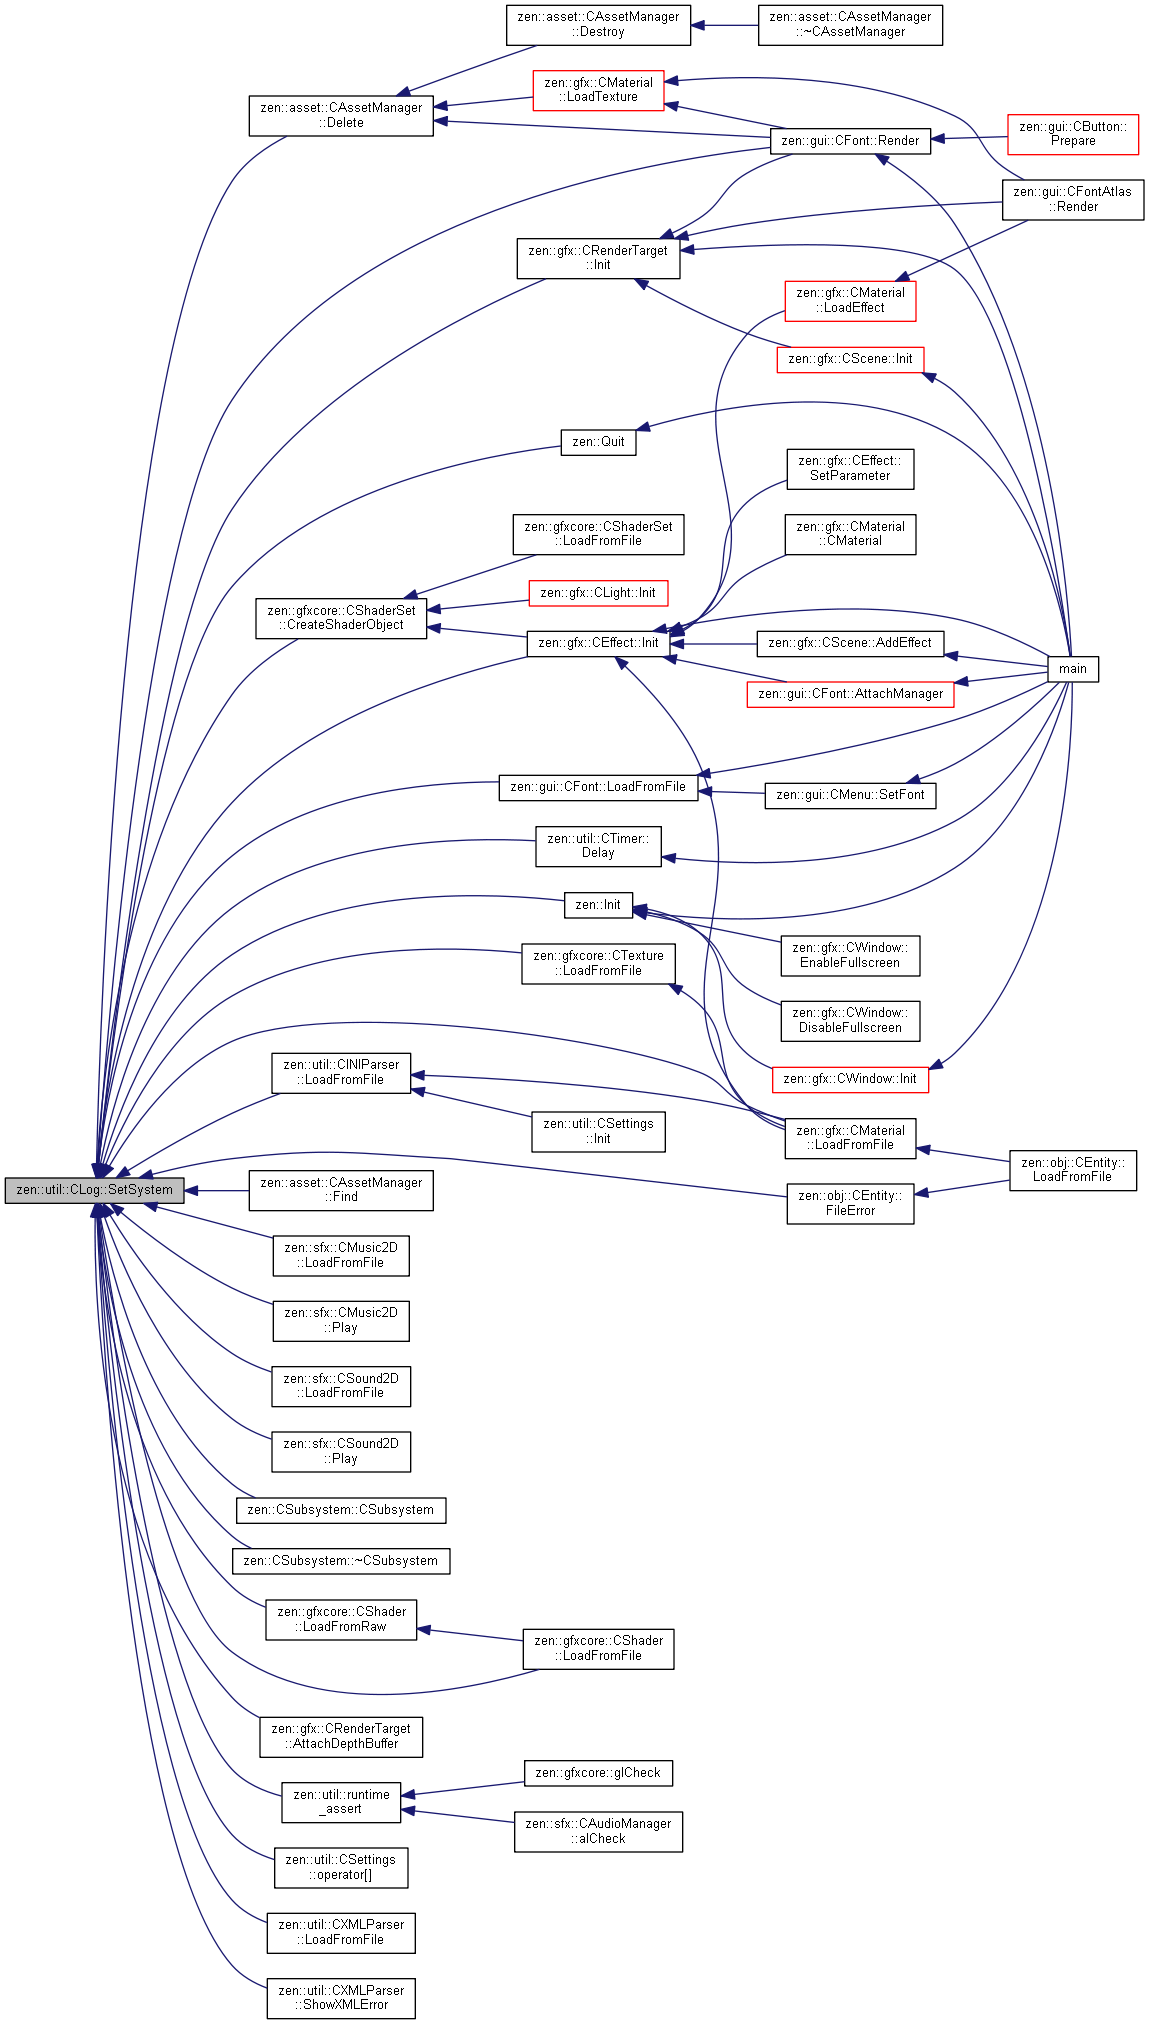 zen::asset::CAssetManager
::Destroy
zen::asset::CAssetManager
::~CAssetManager
zen::gfx::CMaterial
::LoadTexture
zen::asset::CAssetManager
::Delete
zen::gui::CFont::Render
zen::gui::CButton::
Prepare
zen::gui::CFontAtlas
::Render
zen::gfx::CRenderTarget
::Init
zen::gfx::CMaterial
::LoadEffect
zen::gfx::CScene::Init
zen::Quit
zen::gfx::CEffect::
SetParameter
zen::gfxcore::CShaderSet
::LoadFromFile
zen::gfx::CMaterial
::CMaterial
zen::gfx::CLight::Init
zen::gfxcore::CShaderSet
::CreateShaderObject
zen::gfx::CEffect::Init
zen::gfx::CScene::AddEffect
main
zen::gui::CFont::AttachManager
zen::gui::CFont::LoadFromFile
zen::gui::CMenu::SetFont
zen::util::CTimer::
Delay
zen::Init
zen::gfx::CWindow::
EnableFullscreen
zen::gfxcore::CTexture
::LoadFromFile
zen::gfx::CWindow::
DisableFullscreen
zen::util::CINIParser
::LoadFromFile
zen::gfx::CWindow::Init
zen::util::CSettings
::Init
zen::gfx::CMaterial
::LoadFromFile
zen::obj::CEntity::
LoadFromFile
zen::util::CLog::SetSystem
zen::asset::CAssetManager
::Find
zen::obj::CEntity::
FileError
zen::sfx::CMusic2D
::LoadFromFile
zen::sfx::CMusic2D
::Play
zen::sfx::CSound2D
::LoadFromFile
zen::sfx::CSound2D
::Play
zen::CSubsystem::CSubsystem
zen::CSubsystem::~CSubsystem
zen::gfxcore::CShader
::LoadFromRaw
zen::gfxcore::CShader
::LoadFromFile
zen::gfx::CRenderTarget
::AttachDepthBuffer
zen::gfxcore::glCheck
zen::util::runtime
_assert
zen::sfx::CAudioManager
::alCheck
zen::util::CSettings
::operator[]
zen::util::CXMLParser
::LoadFromFile
zen::util::CXMLParser
::ShowXMLError